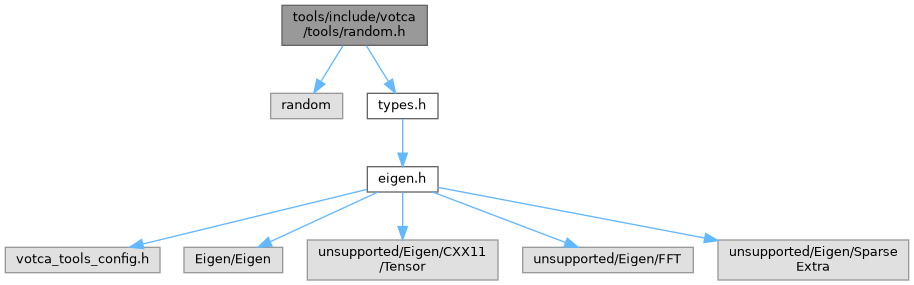 tools/include/votca
/tools/random.h
random
types.h
eigen.h
votca_tools_config.h
Eigen/Eigen
unsupported/Eigen/CXX11
/Tensor
unsupported/Eigen/FFT
unsupported/Eigen/Sparse
Extra